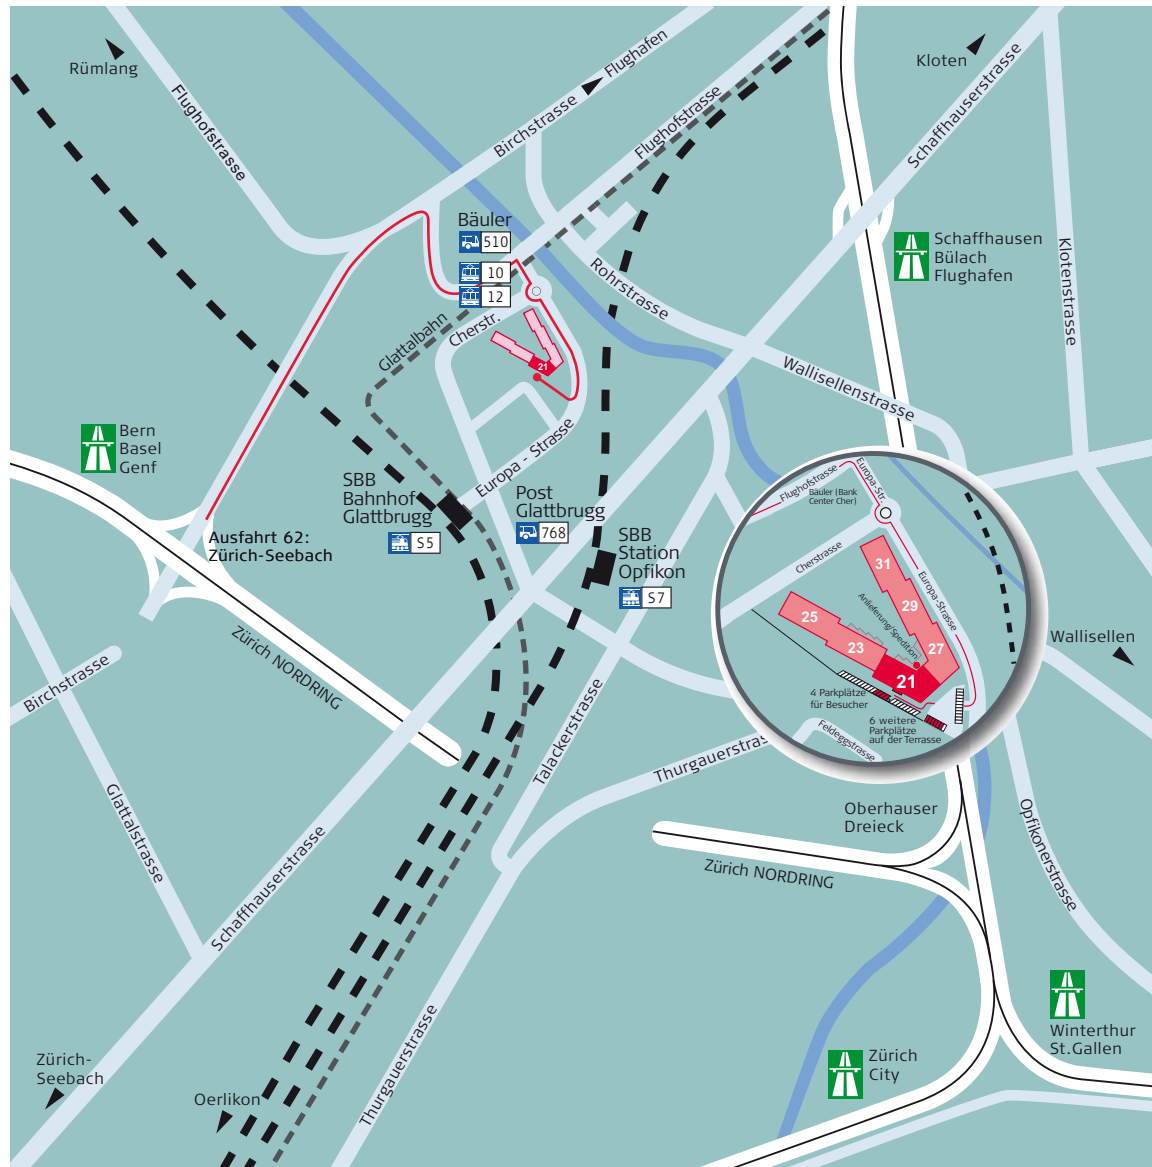 Rümlang
Flughofstrasse
Birchstrasse
Flughafen
Flughofstrasse
Kloten
Schaffhauserstrasse
Bäuler
510
10
12
Rohrstrasse
Schaffhausen
Bülach
Flughafen
Klotenstrasse
Glattalbahn
Cherstr.
21
Wallisellenstrasse
Bern
Basel
Genf
Europa - Strasse
SBB
Bahnhof
Glattbrugg
S5
Post
Glattbrugg
768
SBB
Station
Opfikon
S7
Ausfahrt 62:
Zürich-Seebach
Flughofstrasse
Europa-Str.
Bäuler (Bank
Center Cher)
Cherstrasse
Europa-Strasse
Anlieferung/Spedition
31
29
27
25
23
21
4 Parkplätze
für Besucher
6 weitere
Parkplätze
auf der Terrasse
Feldeggstrasse
Wallisellen
Birchstrasse
Zürich NORDRING
Talackerstrasse
Thurgauerstras
Glattalstrasse
Schaffhauserstrasse
Oberhauser
Dreieck
Zürich NORDRING
Opfikonerstrasse
Thurgauerstrasse
Winterthur
St.Gallen
Zürich
City
Zürich-
Seebach
Oerlikon